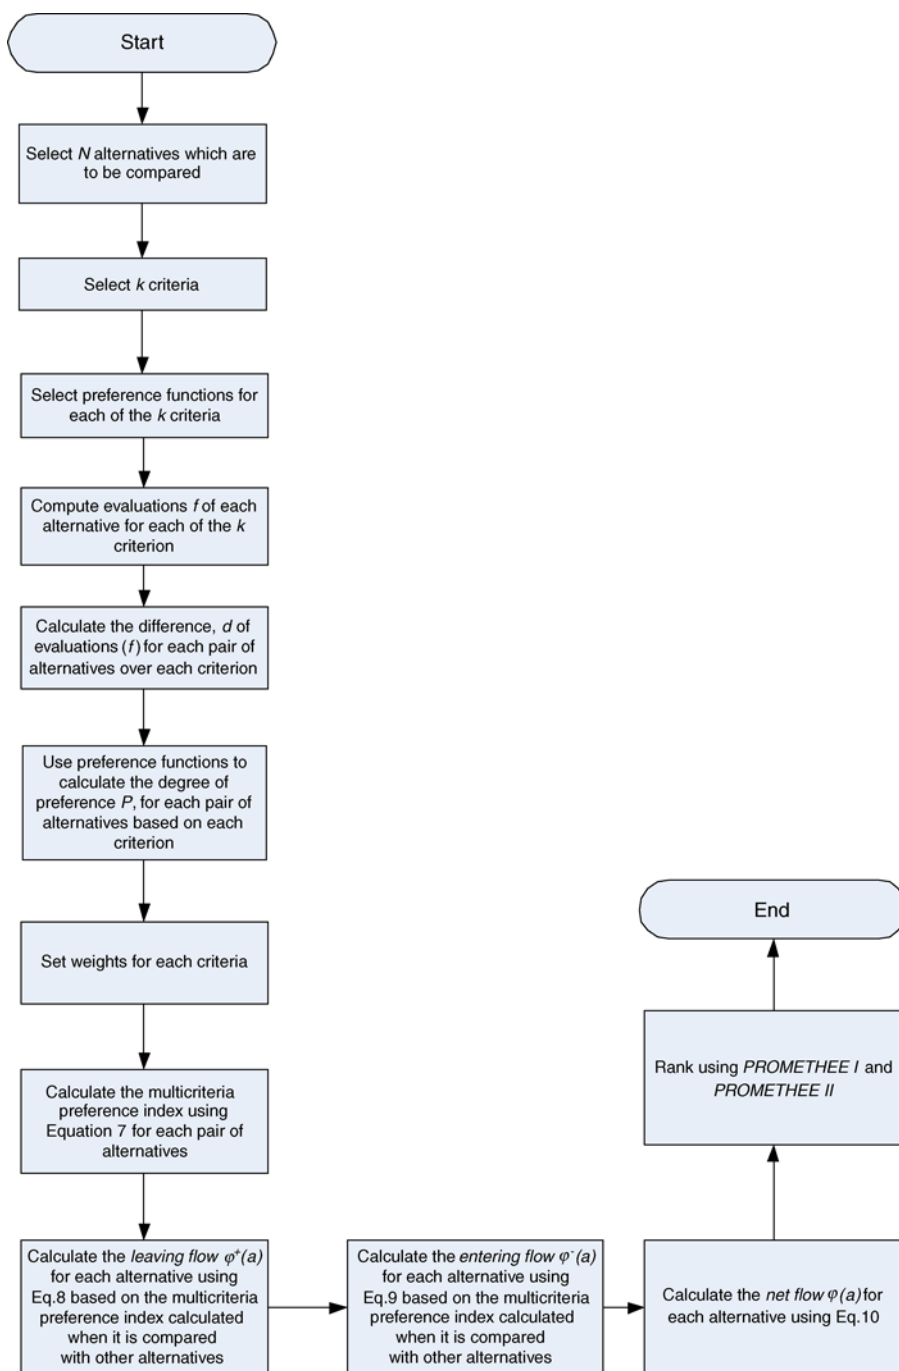 Start
Select N alternatives which are
to be compared
Select k criteria
Select preference functions for
each of the k criteria
Compute evaluations f of each
alternative for each of the k
criterion
Calculate the difference, d of
evaluations (f) for each pair of
alternatives over each criterion
Use preference functions to
calculate the degree of
preference P, for each pair of
alternatives based on each
criterion
Set weights for each criteria
Calculate the multicriteria
preference index using
Equation 7 for each pair of
alternatives
Calculate the leaving flow φ⁺(a)
for each alternative using
Eq.8 based on the multicriteria
preference index calculated
when it is compared
with other alternatives
Calculate the entering flow φ⁻(a)
for each alternative using
Eq.9 based on the multicriteria
preference index calculated
when it is compared
with other alternatives
Calculate the net flow φ(a) for
each alternative using Eq.10
Rank using PROMETHEE I and
PROMETHEE II
End